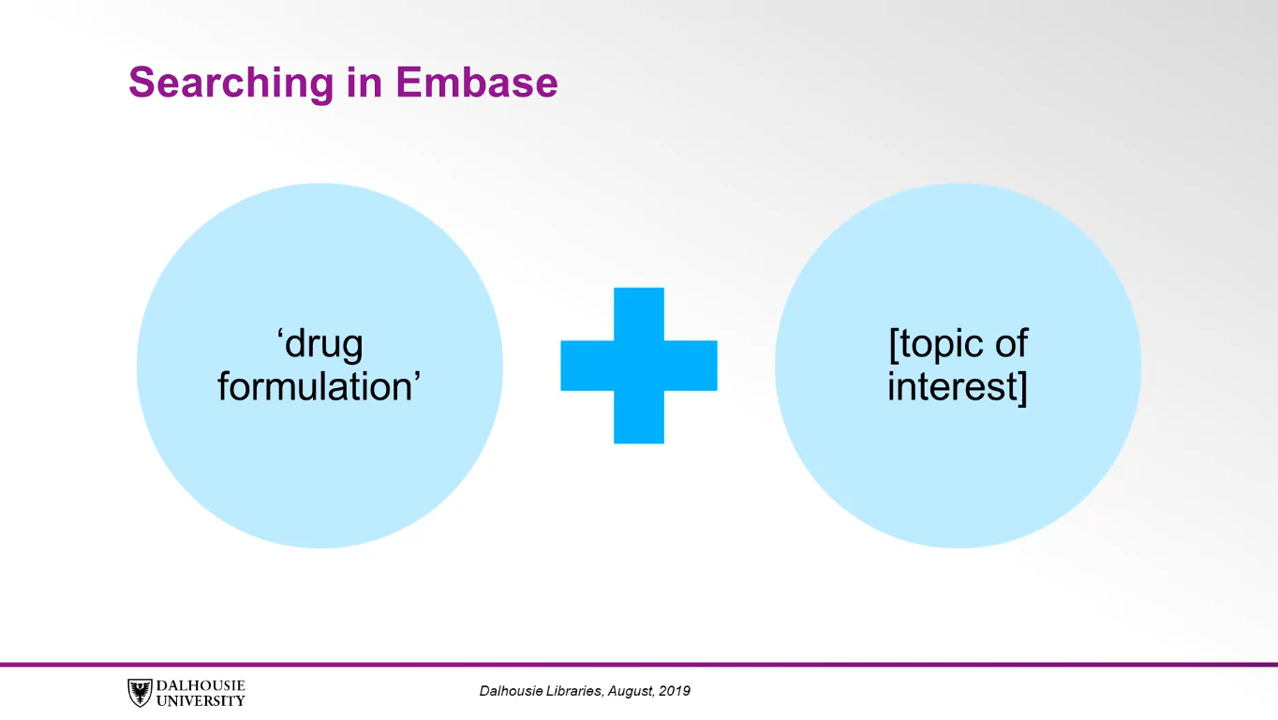 Searching in Embase
‘drug
formulation’
[topic of
interest]
DALHOUSIE
UNIVERSITY
Dalhousie Libraries, August, 2019